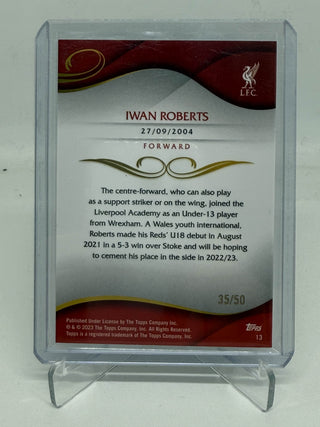 L.F.C.
IWAN ROBERTS
27/09/2004
FORWARD
The centre-forward, who can also play
as a support striker or on the wing, joined the
Liverpool Academy as an Under-13 player
from Wrexham. A Wales youth international,
Roberts made his Reds' U18 debut in August
2021 in a 5-3 win over Stoke and will be hoping
to cement his place in the side in 2022/23.
35/50
Published Under License by The Topps Company Inc.
® & © 2023 The Topps Company, Inc. All Rights Reserved.
Topps is a registered trademark of The Topps Company, Inc.
Topps
13